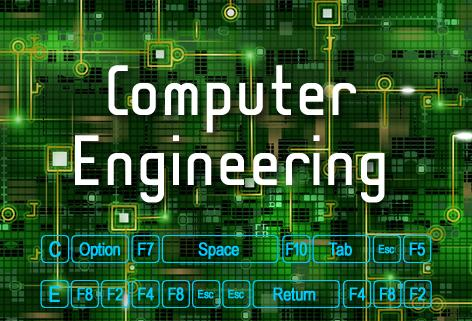 Computer
Engineering
C Option F7 Space F10 Tab Esc F5
E F8 F2 F4 F8 Esc Esc Return F4 F8 F2